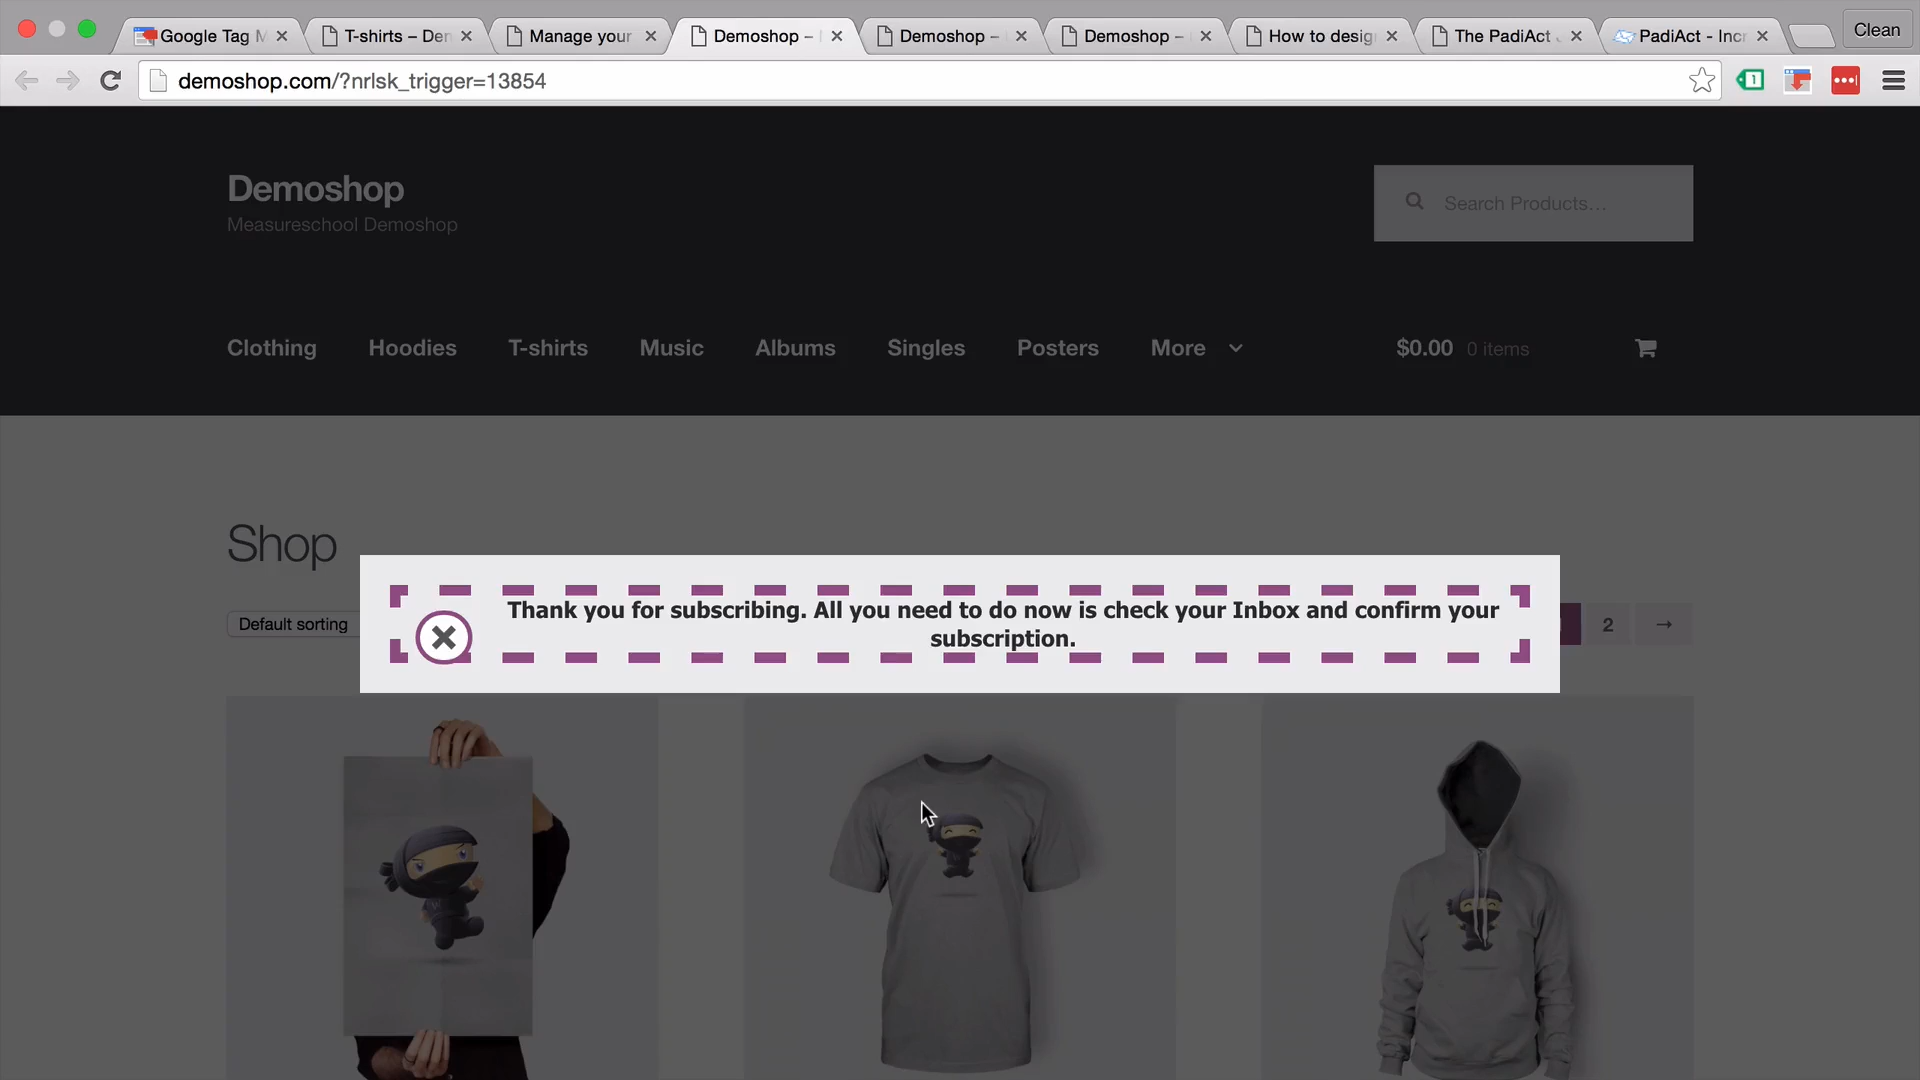 Google Tag M
T-shirts – Den
Manage your
Demoshop –
Demoshop –
Demoshop –
How to desig
The PadiAct
PadiAct - Incr
Clean
demoshop.com/?nrlsk_trigger=13854
1
Demoshop
Measureschool Demoshop
Search Products...
Clothing
Hoodies
T-shirts
Music
Albums
Singles
Posters
More
$0.00 0 items
Shop
Thank you for subscribing. All you need to do now is check your Inbox and confirm your
subscription.
Default sorting
2
→